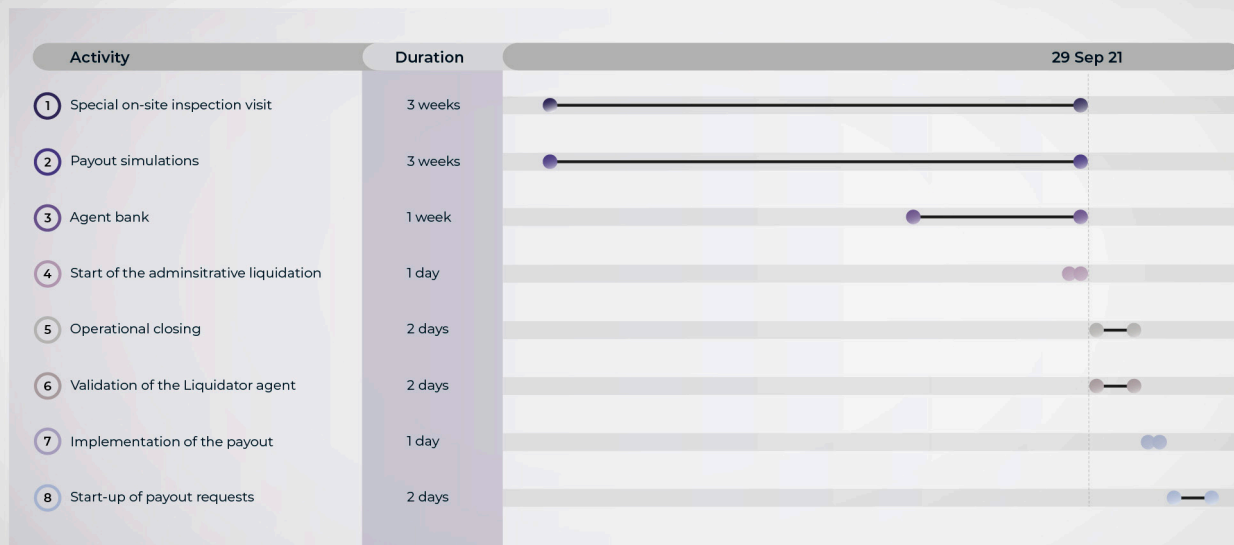 Activity Duration 29 Sep 21
1 Special on-site inspection visit 3 weeks
2 Payout simulations 3 weeks
3 Agent bank 1 week
4 Start of the adminsitrative liquidation 1 day
5 Operational closing 2 days
6 Validation of the Liquidator agent 2 days
7 Implementation of the payout 1 day
8 Start-up of payout requests 2 days